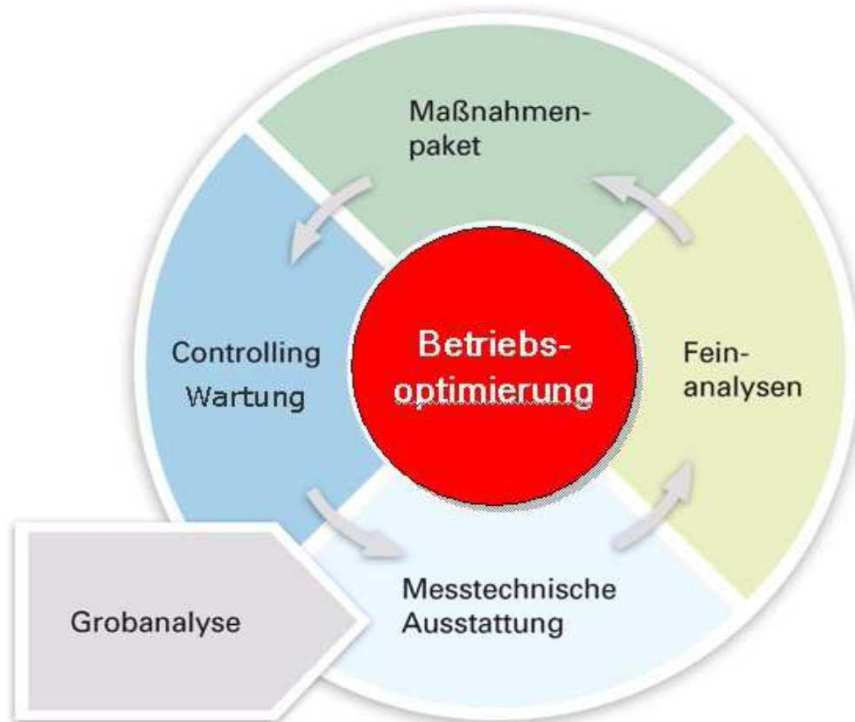 Maßnahmen-
paket
Controlling
Wartung
Betriebs-
optimierung
Fein-
analysen
Messtechnische
Ausstattung
Grobanalyse